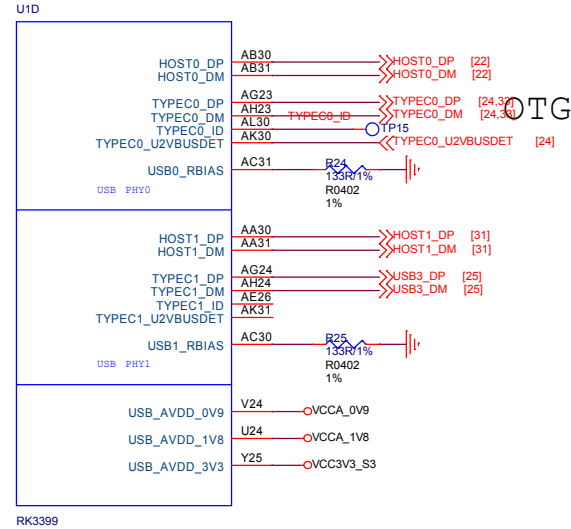 U1D
HOST0_DP AB30 HOST0_DP [22]
HOST0_DM AB31 HOST0_DM [22]
TYPEC0_DP AG23 TYPEC0_DP [24,33]
OTG
TYPEC0_DM AH23 TYPEC0_DM [24,33]
TYPEC0_ID AL30 TYPEC0_ID TP15
TYPEC0_U2VBUSDET AK30 TYPEC0_U2VBUSDET [24]
USB0_RBIAS AC31 R24
133R/1%
R0402
1%
USB PHY0
HOST1_DP AA30 HOST1_DP [31]
HOST1_DM AA31 HOST1_DM [31]
TYPEC1_DP AG24 USB3_DP [25]
TYPEC1_DM AH24 USB3_DM [25]
TYPEC1_ID AE26
TYPEC1_U2VBUSDET AK31
USB1_RBIAS AC30 R25
133R/1%
R0402
1%
USB PHY1
USB_AVDD_0V9 V24 VCCA_0V9
USB_AVDD_1V8 U24 VCCA_1V8
USB_AVDD_3V3 Y25 VCC3V3_S3
RK3399